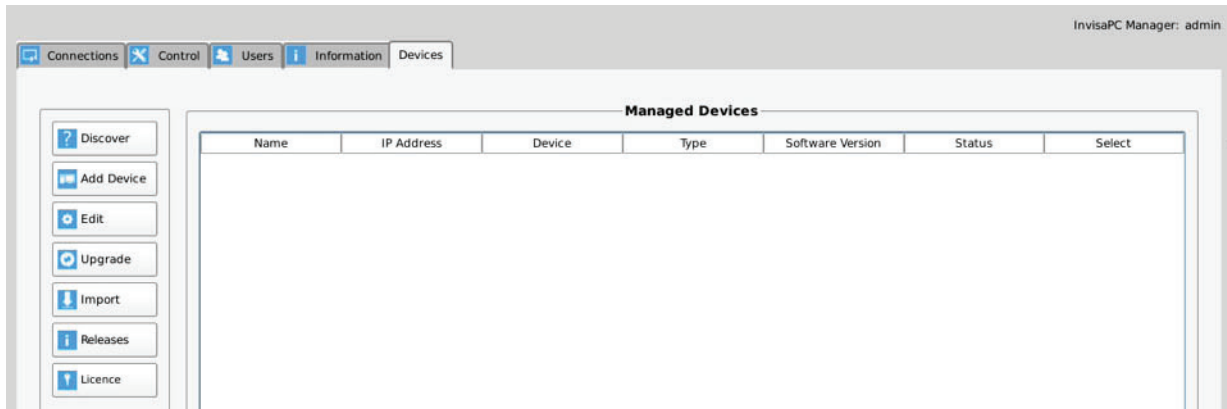 InvisaPC Manager: admin
Connections Control Users Information Devices
Managed Devices
Name IP Address Device Type Software Version Status Select
Discover
Add Device
Edit
Upgrade
Import
Releases
Licence